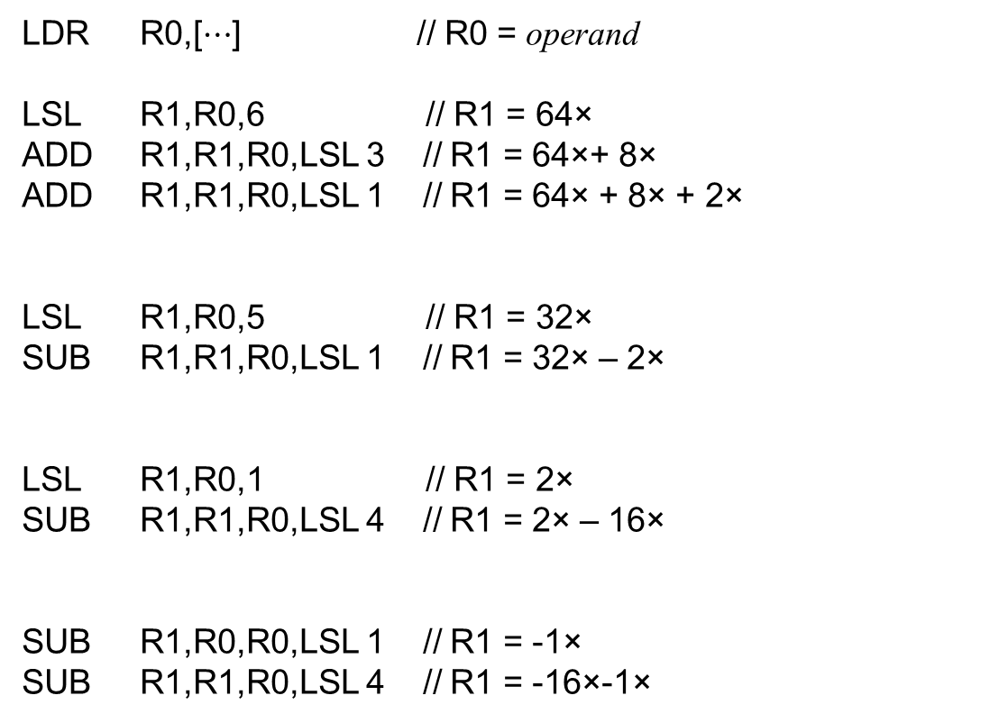 LDR R0,[⋯] // R0 = operand
LSL R1,R0,6 // R1 = 64×
ADD R1,R1,R0,LSL 3 // R1 = 64×+ 8×
ADD R1,R1,R0,LSL 1 // R1 = 64× + 8× + 2×
LSL R1,R0,5 // R1 = 32×
SUB R1,R1,R0,LSL 1 // R1 = 32× – 2×
LSL R1,R0,1 // R1 = 2×
SUB R1,R1,R0,LSL 4 // R1 = 2× – 16×
SUB R1,R0,R0,LSL 1 // R1 = -1×
SUB R1,R1,R0,LSL 4 // R1 = -16×-1×